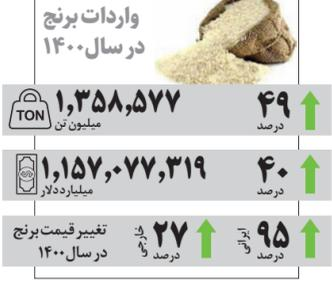 واردات برنج
در سال ۱۴۰۰
۴۹
درصد
۱,۳۵۸,۵۷۷
میلیون تن
TON
۴۰
درصد
۱,۱۵۷,۰۷۷,۳۱۹
میلیارد دلار
۹۵
درصد
ایرانی
۲۷
درصد
خارجی
تغییر قیمت برنج
در سال ۱۴۰۰